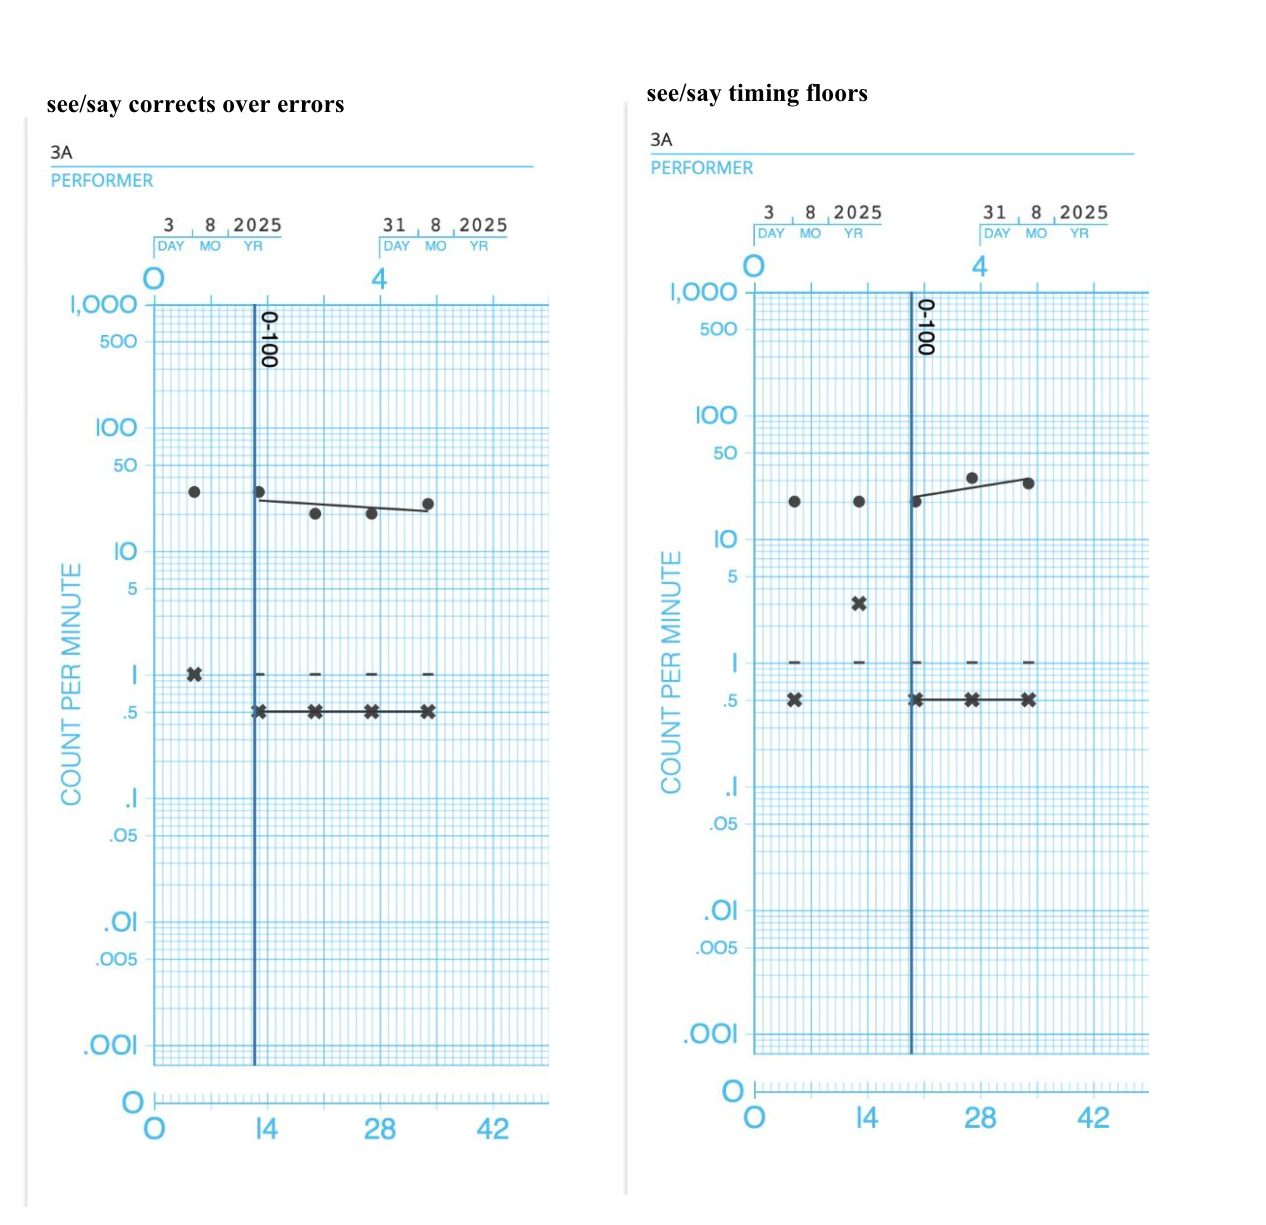 see/say corrects over errors
3A
PERFORMER
3 8 2025
DAY MO YR
31 8 2025
DAY MO YR
0 4
1,000
500
100
50
10
5
1
.5
.1
.05
.01
.005
.001
0
0 14 28 42
COUNT PER MINUTE
0-100
see/say timing floors
3A
PERFORMER
3 8 2025
DAY MO YR
31 8 2025
DAY MO YR
0 4
1,000
500
100
50
10
5
1
.5
.1
.05
.01
.005
.001
0
0 14 28 42
COUNT PER MINUTE
0-100